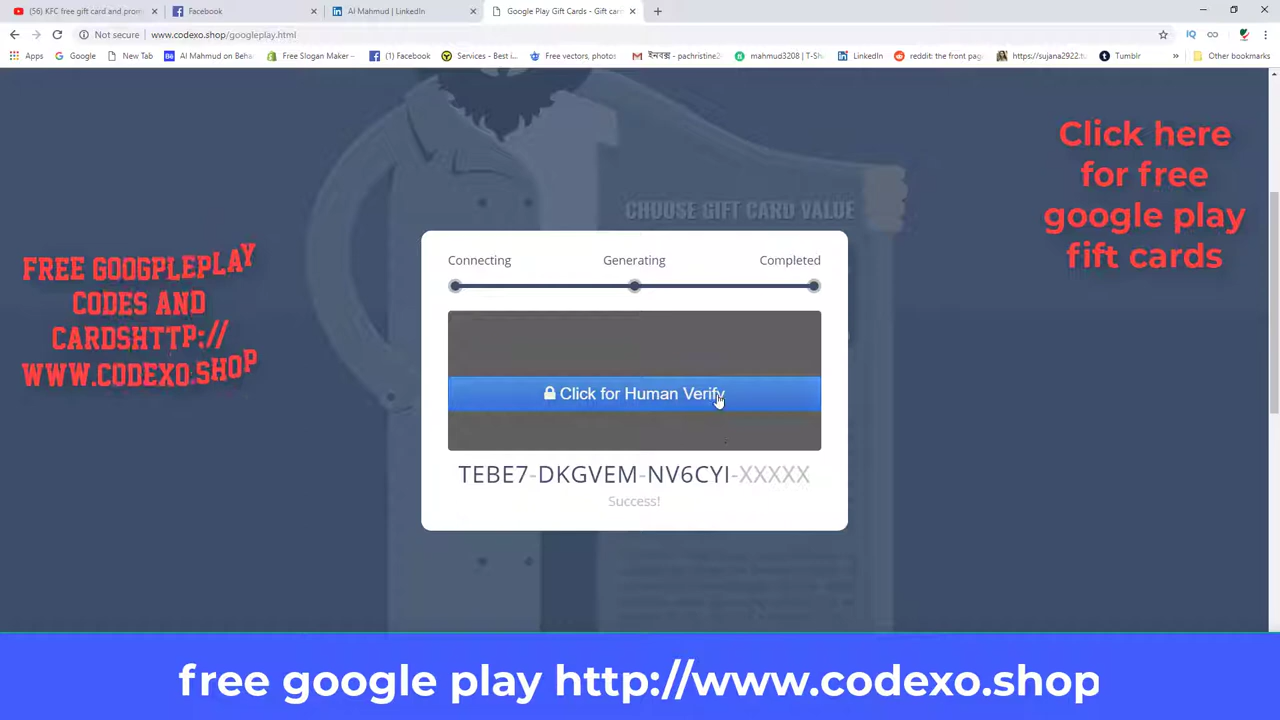 (56) KFC free gift card and prom
Facebook
Al Mahmud | LinkedIn
Google Play Gift Cards - Gift car
Not secure
www.codexo.shop/googleplay.html
Apps
Google
New Tab
Al Mahmud on Beha
Free Slogan Maker –
(1) Facebook
Services - Best i
Free vectors, photos
ইনবক্স - pachristine2
mahmud3208 | T-Sh
LinkedIn
reddit: the front pag
https://sujana2922.t
Tumblr
»
Other bookmarks
Click here
for free
google play
fift cards
CHOOSE GIFT CARD VALUE
FREE GOOGPLEPLAY
CODES AND
CARDSHTTP://
WWW.CODEXO.SHOP
Connecting
Generating
Completed
Click for Human Verify
TEBE7-DKGVEM-NV6CYI-XXXXX
Success!
free google play http://www.codexo.shop